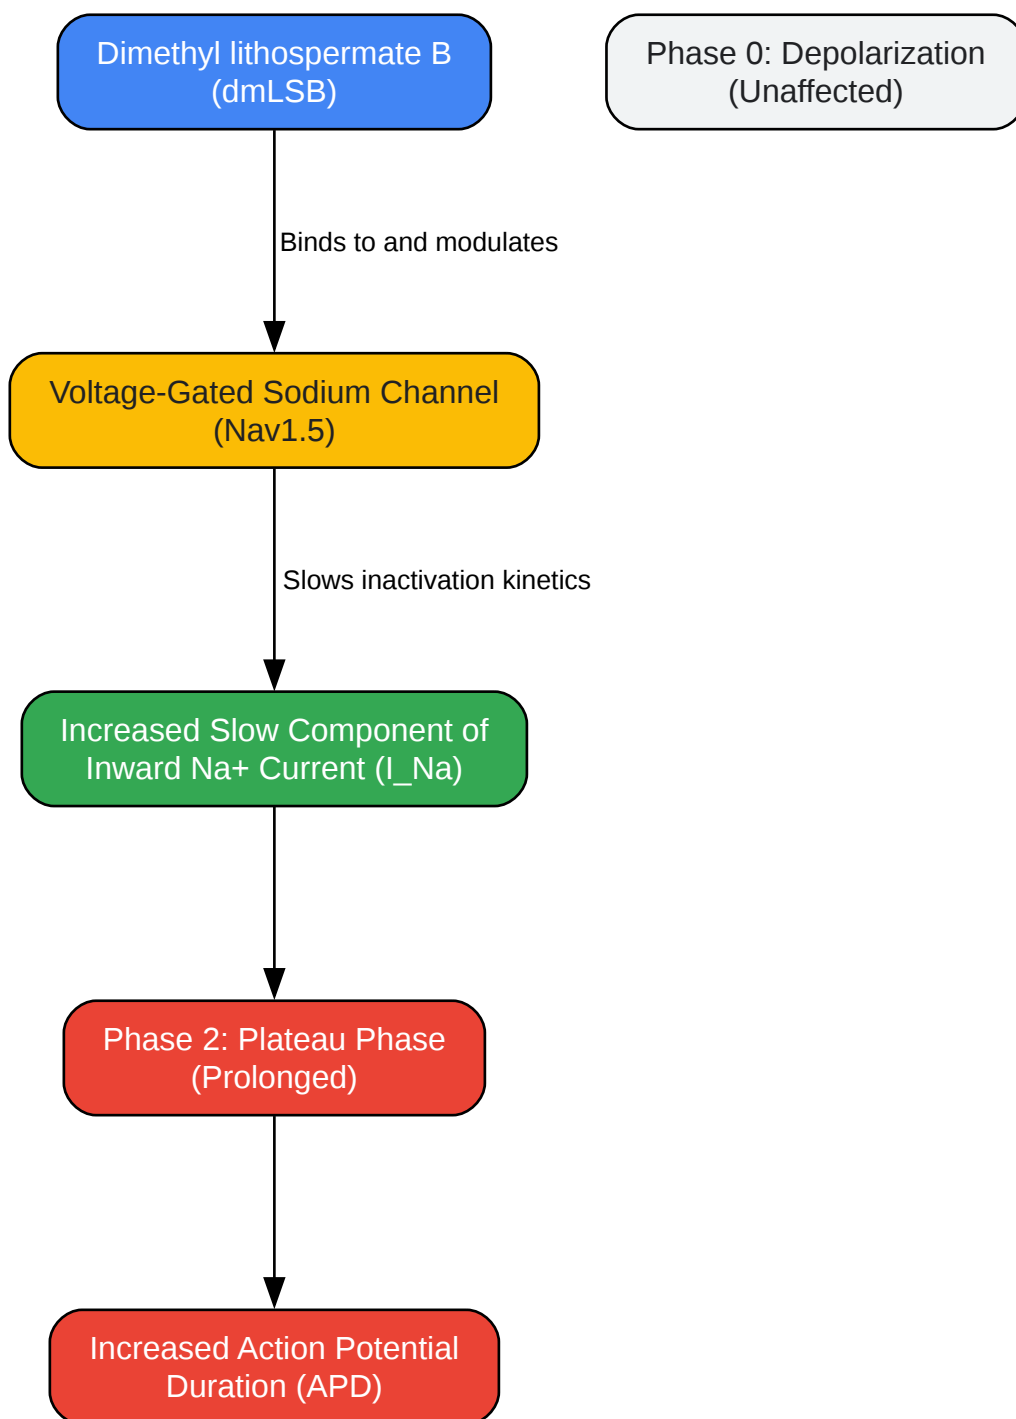 Dimethyl lithospermate B
(dmLSB)
Phase 0: Depolarization
(Unaffected)
Binds to and modulates
Voltage-Gated Sodium Channel
(Nav1.5)
Slows inactivation kinetics
Increased Slow Component of
Inward Na+ Current (I_Na)
Phase 2: Plateau Phase
(Prolonged)
Increased Action Potential
Duration (APD)